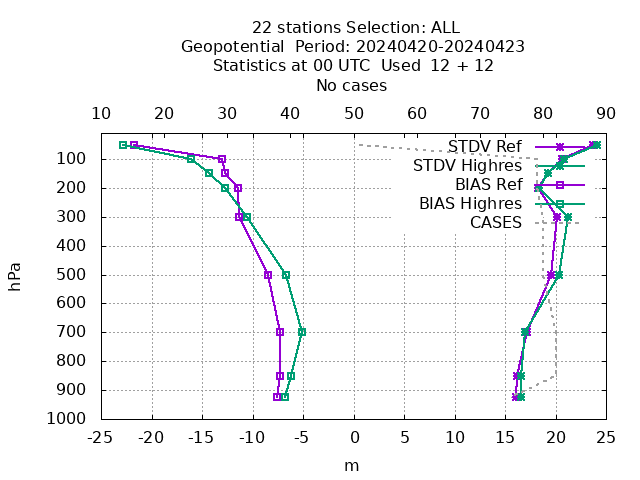 22 stations Selection: ALL
Geopotential  Period: 20240420-20240423
Statistics at 00 UTC  Used  12 + 12
No cases
10 20 30 40 50 60 70 80 90
STDV Ref
STDV Highres
BIAS Ref
BIAS Highres
CASES
hPa
100
200
300
400
500
600
700
800
900
1000
-25 -20 -15 -10 -5 0 5 10 15 20 25
m